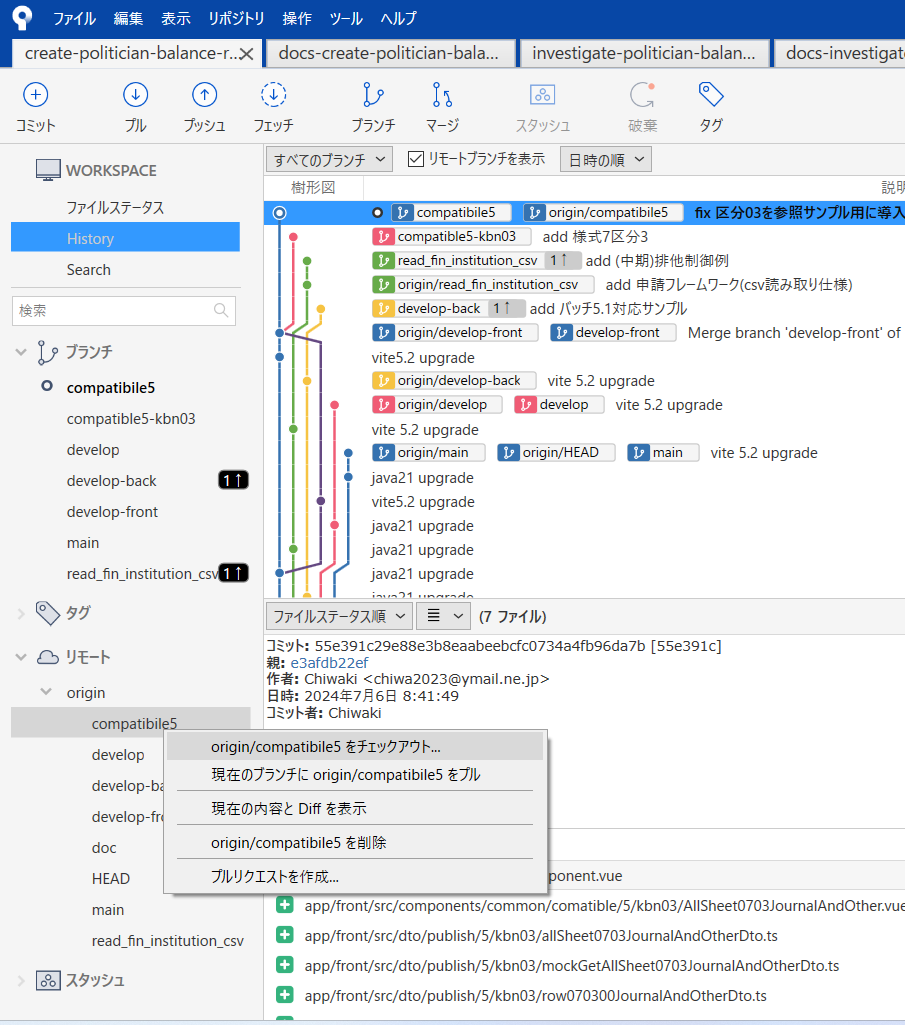 ファイル 編集 表示 リポジトリ 操作 ツール ヘルプ
create-politician-balance-r... docs-create-politician-bala... investigate-politician-balan... docs-investigate
コミット プル プッシュ フェッチ ブランチ マージ スタッシュ 破棄 タグ
WORKSPACE
ファイルステータス
History
Search
検索
ブランチ
compatibile5
compatible5-kbn03
develop
develop-back 1↑
develop-front
main
read_fin_institution_csv 1↑
タグ
リモート
origin
compatibile5
develop
develop-ba
develop-fro
doc
HEAD
main
read_fin_institution_csv
スタッシュ
すべてのブランチ リモートブランチを表示 日時の順
樹形図 説明
compatibile5 origin/compatibile5 fix 区分03を参照サンプル用に導入
compatible5-kbn03 add 様式7区分3
read_fin_institution_csv 1↑ add (中期)排他制御例
origin/read_fin_institution_csv add 申請フレームワーク(csv読み取り仕様)
develop-back 1↑ add バッチ5.1対応サンプル
origin/develop-front develop-front Merge branch 'develop-front' of
vite5.2 upgrade
origin/develop-back vite 5.2 upgrade
origin/develop develop vite 5.2 upgrade
vite 5.2 upgrade
origin/main origin/HEAD main vite 5.2 upgrade
java21 upgrade
vite5.2 upgrade
java21 upgrade
java21 upgrade
java21 upgrade
java21 upgrade
ファイルステータス順 (7 ファイル)
コミット: 55e391c29e88e3b8eaabeebcfc0734a4fb96da7b [55e391c]
親: e3afdb22ef
作者: Chiwaki <chiwa2023@ymail.ne.jp>
日時: 2024年7月6日 8:41:49
コミット者: Chiwaki
origin/compatibile5 をチェックアウト...
現在のブランチに origin/compatibile5 をプル
現在の内容と Diff を表示
origin/compatibile5 を削除
プルリクエストを作成...
ponent.vue
app/front/src/components/common/comatible/5/kbn03/AllSheet0703JournalAndOther.vue
app/front/src/dto/publish/5/kbn03/allSheet0703JournalAndOtherDto.ts
app/front/src/dto/publish/5/kbn03/mockGetAllSheet0703JournalAndOtherDto.ts
app/front/src/dto/publish/5/kbn03/row070300JournalAndOtherDto.ts